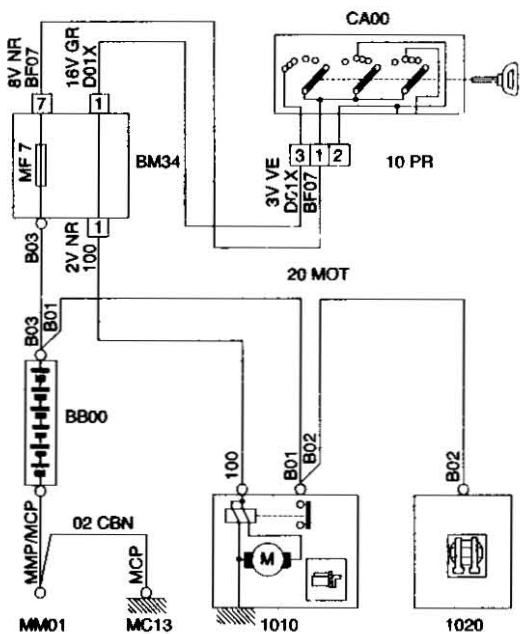 CA00
8V NR
BF07
16V GR
D01X
7
1
MF 7
BM34
3
1
2
10 PR
3V VE
D01X
BF07
1
B03
2V NR
100
20 MOT
B03
B01
BB00
100
B01
B02
B02
MMP/MCP
02 CBN
MCP
M
MM01
MC13
1010
1020